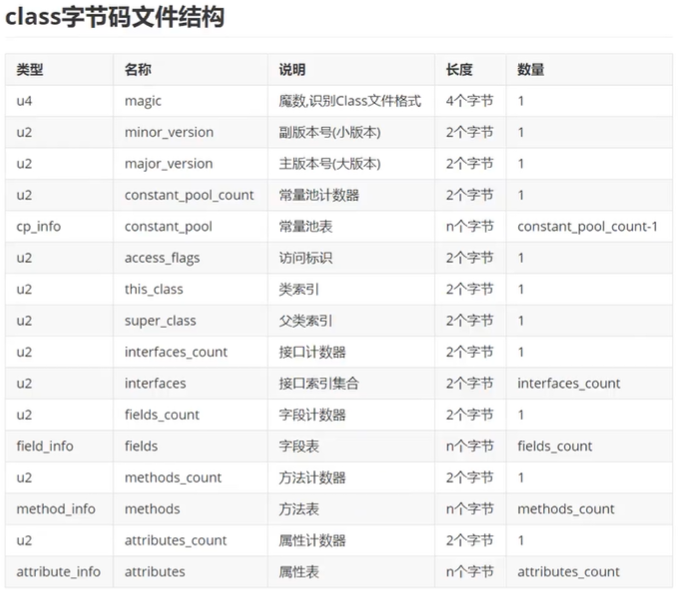 class字节码文件结构
类型 名称 说明 长度 数量
u4 magic 魔数,识别Class文件格式 4个字节 1
u2 minor_version 副版本号(小版本) 2个字节 1
u2 major_version 主版本号(大版本) 2个字节 1
u2 constant_pool_count 常量池计数器 2个字节 1
cp_info constant_pool 常量池表 n个字节 constant_pool_count-1
u2 access_flags 访问标识 2个字节 1
u2 this_class 类索引 2个字节 1
u2 super_class 父类索引 2个字节 1
u2 interfaces_count 接口计数器 2个字节 1
u2 interfaces 接口索引集合 2个字节 interfaces_count
u2 fields_count 字段计数器 2个字节 1
field_info fields 字段表 n个字节 fields_count
u2 methods_count 方法计数器 2个字节 1
method_info methods 方法表 n个字节 methods_count
u2 attributes_count 属性计数器 2个字节 1
attribute_info attributes 属性表 n个字节 attributes_count